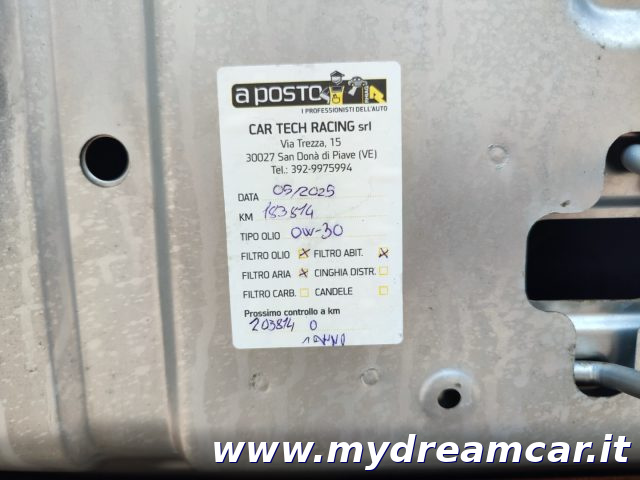 a POSTO
I PROFESSIONISTI DELL'AUTO
CAR TECH RACING srl
Via Trezza, 15
30027 San Donà di Piave (VE)
Tel.: 392-9975994
DATA 05/2025
KM 183814
TIPO OLIO 0W-30
FILTRO OLIO FILTRO ABIT.
FILTRO ARIA CINGHIA DISTR.
FILTRO CARB. CANDELE
Prossimo controllo a km
203814 O
1 ANNO
www.mydreamcar.it